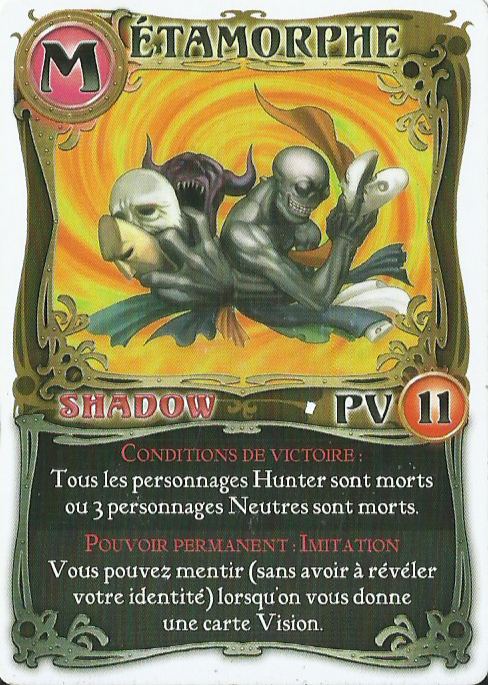 MÉTAMORPHE
SHADOW PV 11
CONDITIONS DE VICTOIRE :
Tous les personnages Hunter sont morts
ou 3 personnages Neutres sont morts.
POUVOIR PERMANENT : IMITATION
Vous pouvez mentir (sans avoir à révéler
votre identité) lorsqu'on vous donne
une carte Vision.